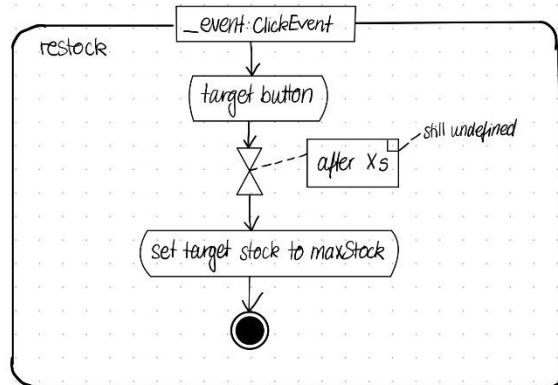 _event:ClickEvent
restock
target button
still undefined
after Xs
set target stock to maxStock